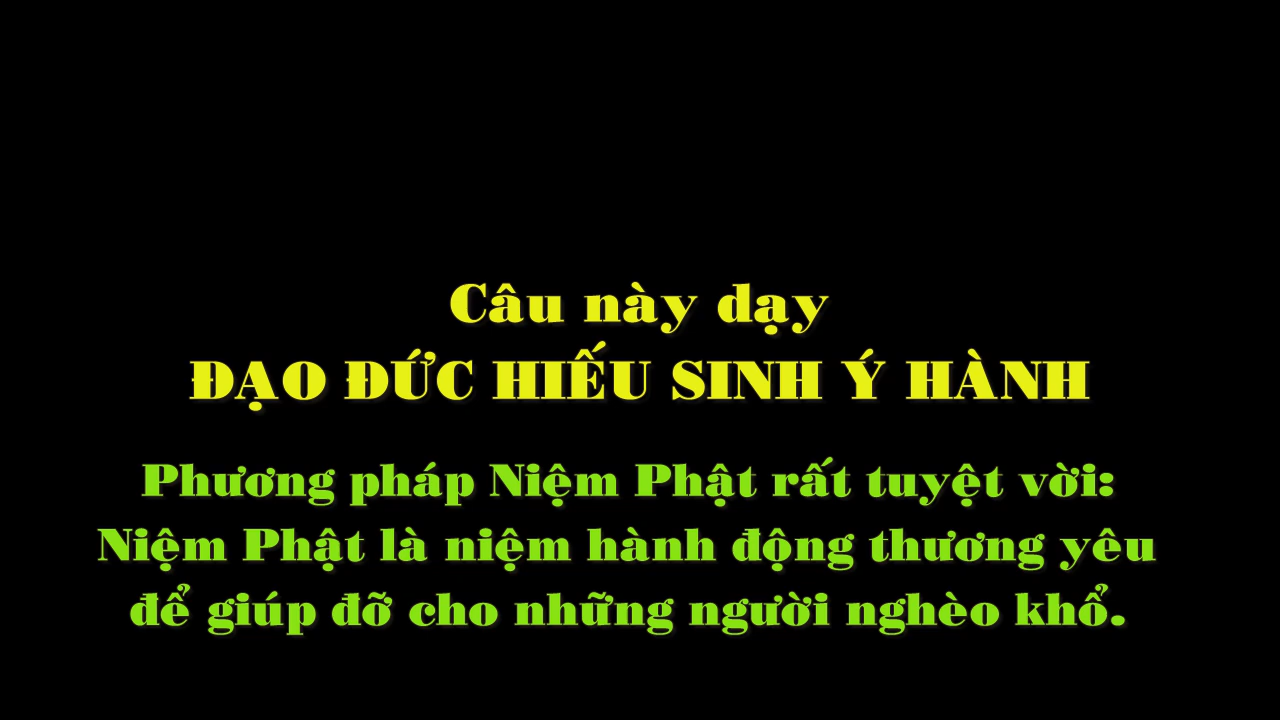 Câu này dạy
ĐẠO ĐỨC HIẾU SINH Ý HÀNH
Phương pháp Niệm Phật rất tuyệt vời:
Niệm Phật là niệm hành động thương yêu
để giúp đỡ cho những người nghèo khổ.